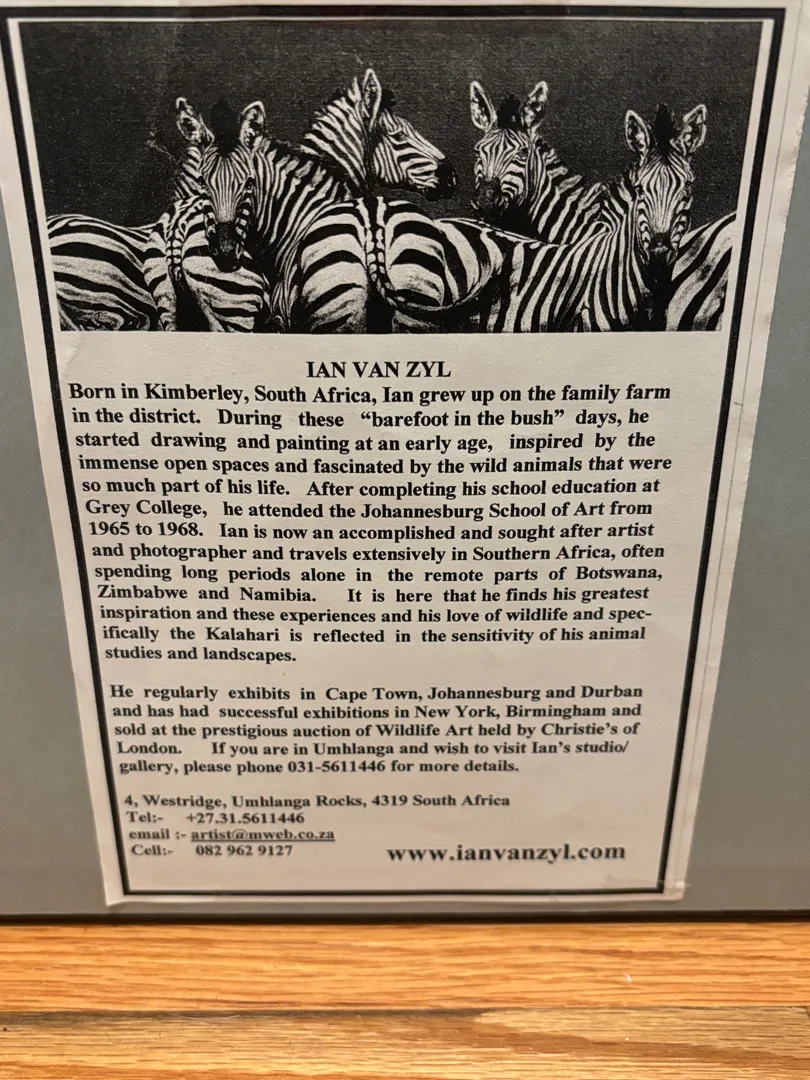 IAN VAN ZYL
Born in Kimberley, South Africa, Ian grew up on the family farm
in the district. During these “barefoot in the bush” days, he
started drawing and painting at an early age, inspired by the
immense open spaces and fascinated by the wild animals that were
so much part of his life. After completing his school education at
Grey College, he attended the Johannesburg School of Art from
1965 to 1968. Ian is now an accomplished and sought after artist
and photographer and travels extensively in Southern Africa, often
spending long periods alone in the remote parts of Botswana,
Zimbabwe and Namibia. It is here that he finds his greatest
inspiration and these experiences and his love of wildlife and spec-
ifically the Kalahari is reflected in the sensitivity of his animal
studies and landscapes.
He regularly exhibits in Cape Town, Johannesburg and Durban
and has had successful exhibitions in New York, Birmingham and
sold at the prestigious auction of Wildlife Art held by Christie’s of
London. If you are in Umhlanga and wish to visit Ian’s studio/
gallery, please phone 031-5611446 for more details.
4, Westridge, Umhlanga Rocks, 4319 South Africa
Tel:- +27.31.5611446
email :- artist@mweb.co.za
Cell:- 082 962 9127
www.ianvanzyl.com